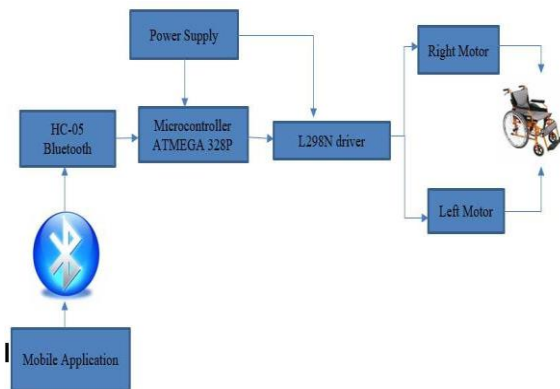 Power Supply
Right Motor
HC-05
Bluetooth
Microcontroller
ATMEGA 328P
L298N driver
Left Motor
Mobile Application